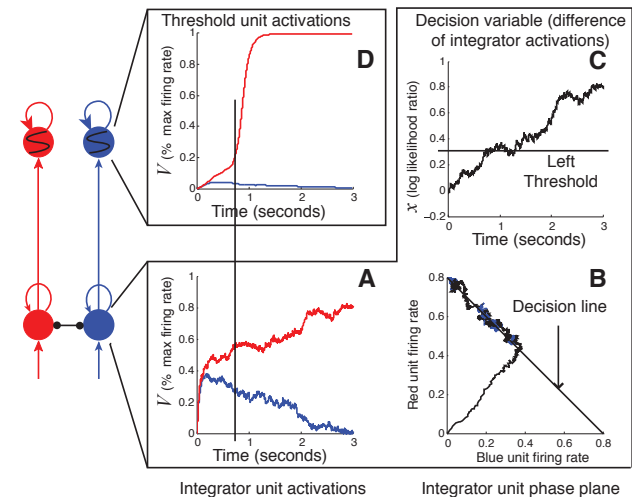 Threshold unit activations
D
V (% max firing rate)
1
0.8
0.6
0.4
0.2
0
0
1
2
3
Time (seconds)
Decision variable (difference
of integrator activations)
C
x (log likelihood ratio)
1
0.8
0.6
0.4
0.2
0
−0.2
Left
Threshold
0
1
2
3
Time (seconds)
A
V (% max firing rate)
1
0.8
0.6
0.4
0.2
0
0
1
2
3
Time (seconds)
B
Decision line
Red unit firing rate
0.8
0.6
0.4
0.2
0
0
0.2
0.4
0.6
0.8
Blue unit firing rate
Integrator unit activations
Integrator unit phase plane